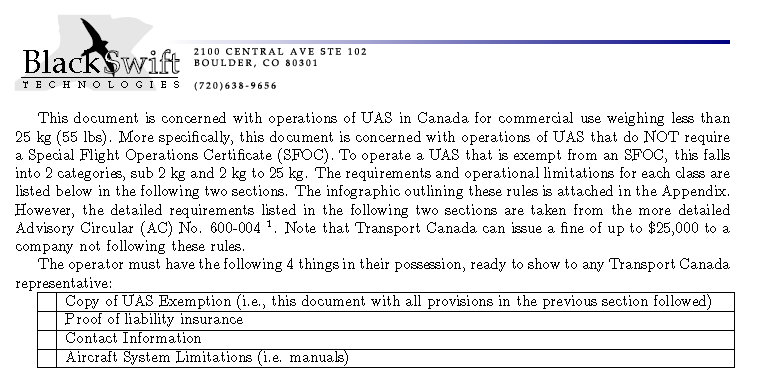 BlackSwift
TECHNOLOGIES
2100 CENTRAL AVE STE 102
BOULDER, CO 80301
(720)638-9656
This document is concerned with operations of UAS in Canada for commercial use weighing less than
25 kg (55 lbs). More specifically, this document is concerned with operations of UAS that do NOT require
a Special Flight Operations Certificate (SFOC). To operate a UAS that is exempt from an SFOC, this falls
into 2 categories, sub 2 kg and 2 kg to 25 kg. The requirements and operational limitations for each class are
listed below in the following two sections. The infographic outlining these rules is attached in the Appendix.
However, the detailed requirements listed in the following two sections are taken from the more detailed
Advisory Circular (AC) No. 600-004 1. Note that Transport Canada can issue a fine of up to $25,000 to a
company not following these rules.
The operator must have the following 4 things in their possession, ready to show to any Transport Canada
representative:
Copy of UAS Exemption (i.e., this document with all provisions in the previous section followed)
Proof of liability insurance
Contact Information
Aircraft System Limitations (i.e. manuals)